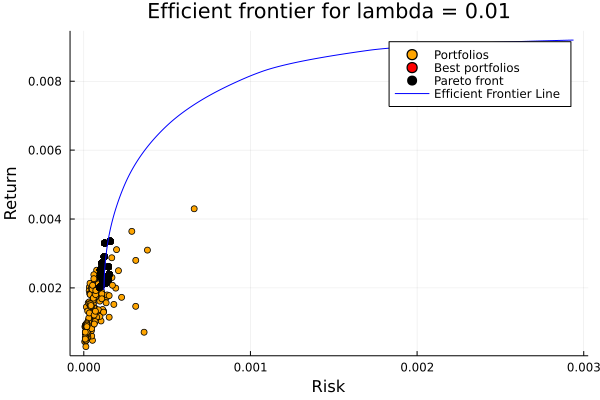 Efficient frontier for lambda = 0.01
Return
0.008
0.006
0.004
0.002
Portfolios
Best portfolios
Pareto front
Efficient Frontier Line
0.000 0.001 0.002 0.003
Risk